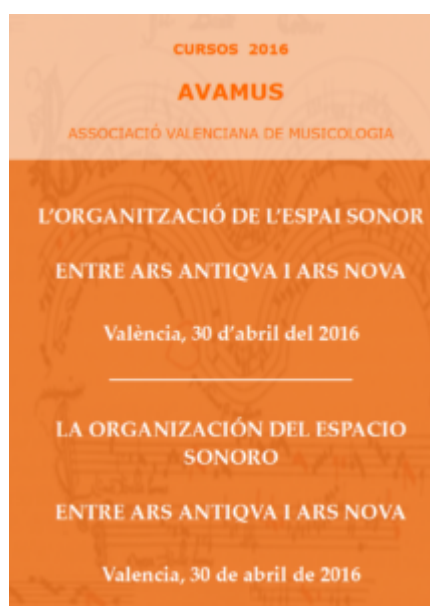 CURSOS 2016
AVAMUS
ASSOCIACIÓ VALENCIANA DE MUSICOLOGIA
L'ORGANITZACIÓ DE L'ESPAI SONOR
ENTRE ARS ANTIQVA I ARS NOVA
València, 30 d'abril del 2016
LA ORGANIZACIÓN DEL ESPACIO
SONORO
ENTRE ARS ANTIQVA I ARS NOVA
Valencia, 30 de abril de 2016